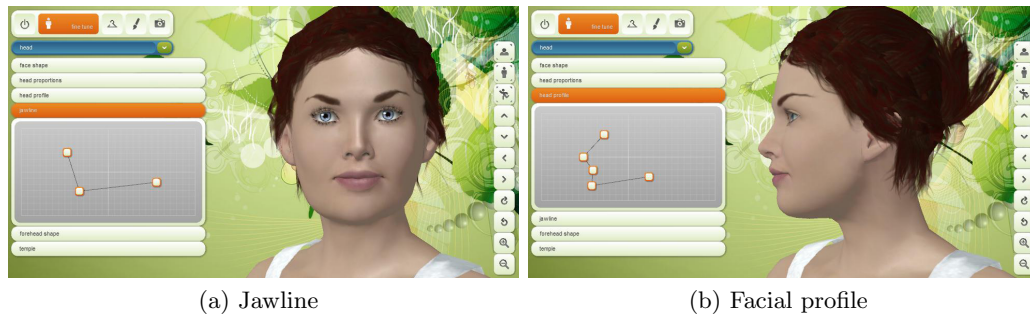 fine tune
head
face shape
head proportions
head profile
jawline
forehead shape
temple
(a) Jawline
fine tune
head
face shape
head proportions
head profile
jawline
forehead shape
temple
(b) Facial profile